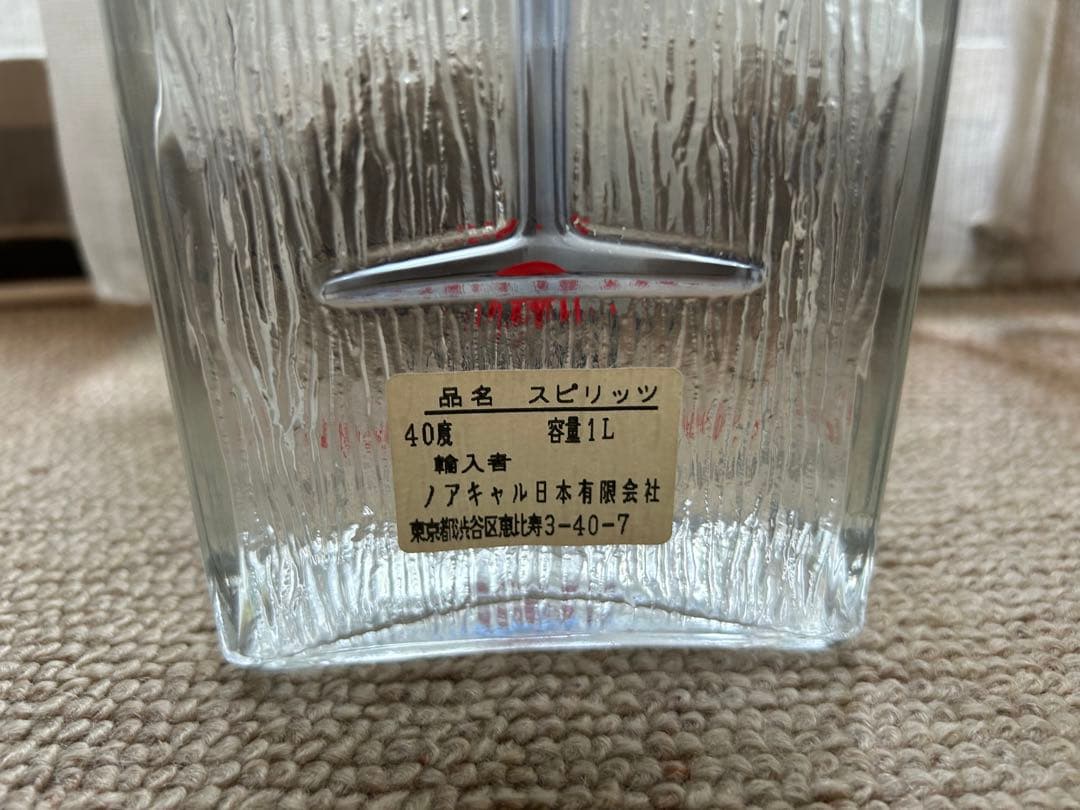 品名 スピリッツ
40度 容量1L
輸入者
ノアキャル日本有限会社
東京都渋谷区恵比寿3-40-7